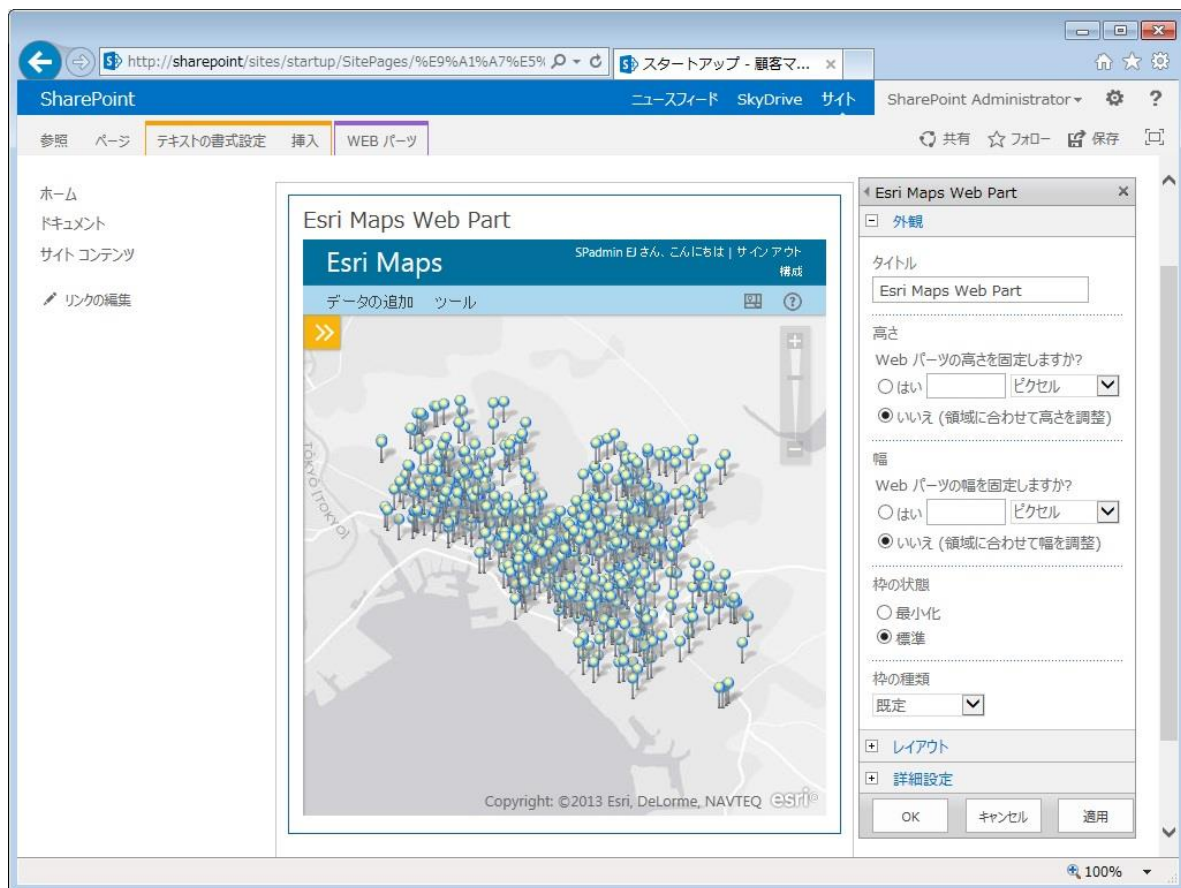 http://sharepoint/sites/startup/SitePages/%E9%A1%A7%E5%
スタートアップ - 顧客マ...
SharePoint
ニュースフィード SkyDrive サイト SharePoint Administrator ?
参照 ページ テキストの書式設定 挿入 WEB パーツ 共有 フォロー 保存
ホーム
ドキュメント
サイト コンテンツ
リンクの編集
Esri Maps Web Part
Esri Maps
SPadmin EJ さん、こんにちは | サイン アウト
構成
データの追加 ツール
TOKYO [TOKYO]
Copyright: ©2013 Esri, DeLorme, NAVTEQ esri
Esri Maps Web Part
外観
タイトル
Esri Maps Web Part
高さ
Web パーツの高さを固定しますか?
はい ピクセル
いいえ (領域に合わせて高さを調整)
幅
Web パーツの幅を固定しますか?
はい ピクセル
いいえ (領域に合わせて幅を調整)
枠の状態
最小化
標準
枠の種類
既定
レイアウト
詳細設定
OK キャンセル 適用
100%